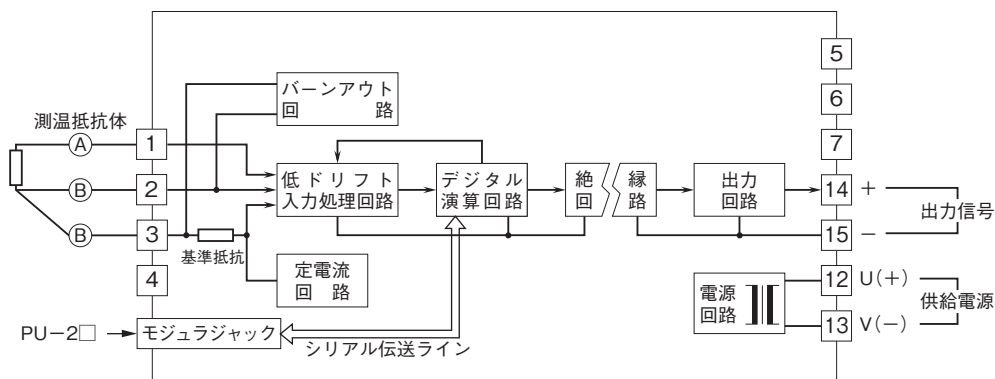 測温抵抗体
A
B
B
1
2
3
4
バーンアウト
回 路
低ドリフト
入力処理回路
デジタル
演算回路
絶
回
縁
路
出力
回路
基準抵抗
定電流
回 路
電源
回路
5
6
7
14 +
15 −
出力信号
12 U(+)
13 V(−)
供給電源
PU−2□
モジュラジャック
シリアル伝送ライン